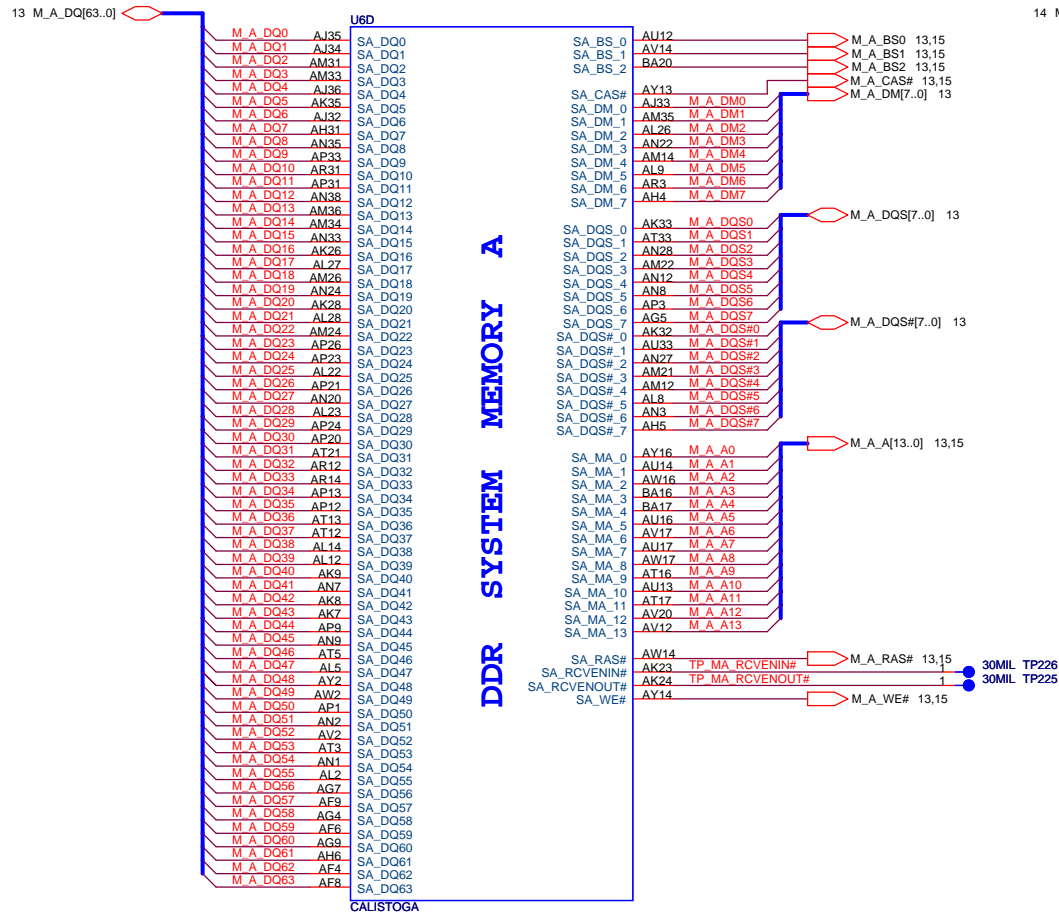 13 M_A_DQ[63..0]
14 M
U6D
M_A_DQ0 AJ35 SA_DQ0
M_A_DQ1 AJ34 SA_DQ1
M_A_DQ2 AM31 SA_DQ2
M_A_DQ3 AM33 SA_DQ3
M_A_DQ4 AJ36 SA_DQ4
M_A_DQ5 AK35 SA_DQ5
M_A_DQ6 AJ32 SA_DQ6
M_A_DQ7 AH31 SA_DQ7
M_A_DQ8 AN35 SA_DQ8
M_A_DQ9 AP33 SA_DQ9
M_A_DQ10 AR31 SA_DQ10
M_A_DQ11 AP31 SA_DQ11
M_A_DQ12 AN38 SA_DQ12
M_A_DQ13 AM36 SA_DQ13
M_A_DQ14 AM34 SA_DQ14
M_A_DQ15 AN33 SA_DQ15
M_A_DQ16 AK26 SA_DQ16
M_A_DQ17 AL27 SA_DQ17
M_A_DQ18 AM26 SA_DQ18
M_A_DQ19 AN24 SA_DQ19
M_A_DQ20 AK28 SA_DQ20
M_A_DQ21 AL28 SA_DQ21
M_A_DQ22 AM24 SA_DQ22
M_A_DQ23 AP26 SA_DQ23
M_A_DQ24 AP23 SA_DQ24
M_A_DQ25 AL22 SA_DQ25
M_A_DQ26 AP21 SA_DQ26
M_A_DQ27 AN20 SA_DQ27
M_A_DQ28 AL23 SA_DQ28
M_A_DQ29 AP24 SA_DQ29
M_A_DQ30 AP20 SA_DQ30
M_A_DQ31 AT21 SA_DQ31
M_A_DQ32 AR12 SA_DQ32
M_A_DQ33 AR14 SA_DQ33
M_A_DQ34 AP13 SA_DQ34
M_A_DQ35 AP12 SA_DQ35
M_A_DQ36 AT13 SA_DQ36
M_A_DQ37 AT12 SA_DQ37
M_A_DQ38 AL14 SA_DQ38
M_A_DQ39 AL12 SA_DQ39
M_A_DQ40 AK9 SA_DQ40
M_A_DQ41 AN7 SA_DQ41
M_A_DQ42 AK8 SA_DQ42
M_A_DQ43 AK7 SA_DQ43
M_A_DQ44 AP9 SA_DQ44
M_A_DQ45 AN9 SA_DQ45
M_A_DQ46 AT5 SA_DQ46
M_A_DQ47 AL5 SA_DQ47
M_A_DQ48 AY2 SA_DQ48
M_A_DQ49 AW2 SA_DQ49
M_A_DQ50 AP1 SA_DQ50
M_A_DQ51 AN2 SA_DQ51
M_A_DQ52 AV2 SA_DQ52
M_A_DQ53 AT3 SA_DQ53
M_A_DQ54 AN1 SA_DQ54
M_A_DQ55 AL2 SA_DQ55
M_A_DQ56 AG7 SA_DQ56
M_A_DQ57 AF9 SA_DQ57
M_A_DQ58 AG4 SA_DQ58
M_A_DQ59 AF6 SA_DQ59
M_A_DQ60 AG9 SA_DQ60
M_A_DQ61 AH6 SA_DQ61
M_A_DQ62 AF4 SA_DQ62
M_A_DQ63 AF8 SA_DQ63
DDR SYSTEM MEMORY A
SA_BS_0 AU12 M_A_BS0 13,15
SA_BS_1 AV14 M_A_BS1 13,15
SA_BS_2 BA20 M_A_BS2 13,15
SA_CAS# AY13 M_A_CAS# 13,15
SA_DM_0 AJ33 M_A_DM0 M_A_DM[7..0] 13
SA_DM_1 AM35 M_A_DM1
SA_DM_2 AL26 M_A_DM2
SA_DM_3 AN22 M_A_DM3
SA_DM_4 AM14 M_A_DM4
SA_DM_5 AL9 M_A_DM5
SA_DM_6 AR3 M_A_DM6
SA_DM_7 AH4 M_A_DM7
SA_DQS_0 AK33 M_A_DQS0 M_A_DQS[7..0] 13
SA_DQS_1 AT33 M_A_DQS1
SA_DQS_2 AN28 M_A_DQS2
SA_DQS_3 AM22 M_A_DQS3
SA_DQS_4 AN12 M_A_DQS4
SA_DQS_5 AN8 M_A_DQS5
SA_DQS_6 AP3 M_A_DQS6
SA_DQS_7 AG5 M_A_DQS7
SA_DQS#_0 AK32 M_A_DQS#0 M_A_DQS#[7..0] 13
SA_DQS#_1 AU33 M_A_DQS#1
SA_DQS#_2 AN27 M_A_DQS#2
SA_DQS#_3 AM21 M_A_DQS#3
SA_DQS#_4 AM12 M_A_DQS#4
SA_DQS#_5 AL8 M_A_DQS#5
SA_DQS#_6 AN3 M_A_DQS#6
SA_DQS#_7 AH5 M_A_DQS#7
SA_MA_0 AY16 M_A_A0 M_A_A[13..0] 13,15
SA_MA_1 AU14 M_A_A1
SA_MA_2 AW16 M_A_A2
SA_MA_3 BA16 M_A_A3
SA_MA_4 BA17 M_A_A4
SA_MA_5 AU16 M_A_A5
SA_MA_6 AV17 M_A_A6
SA_MA_7 AU17 M_A_A7
SA_MA_8 AW17 M_A_A8
SA_MA_9 AT16 M_A_A9
SA_MA_10 AU13 M_A_A10
SA_MA_11 AT17 M_A_A11
SA_MA_12 AV20 M_A_A12
SA_MA_13 AV12 M_A_A13
SA_RAS# AW14 M_A_RAS# 13,15
SA_RCVENIN# AK23 TP_MA_RCVENIN# 1 30MIL TP226
SA_RCVENOUT# AK24 TP_MA_RCVENOUT# 1 30MIL TP225
SA_WE# AY14 M_A_WE# 13,15
CALISTOGA